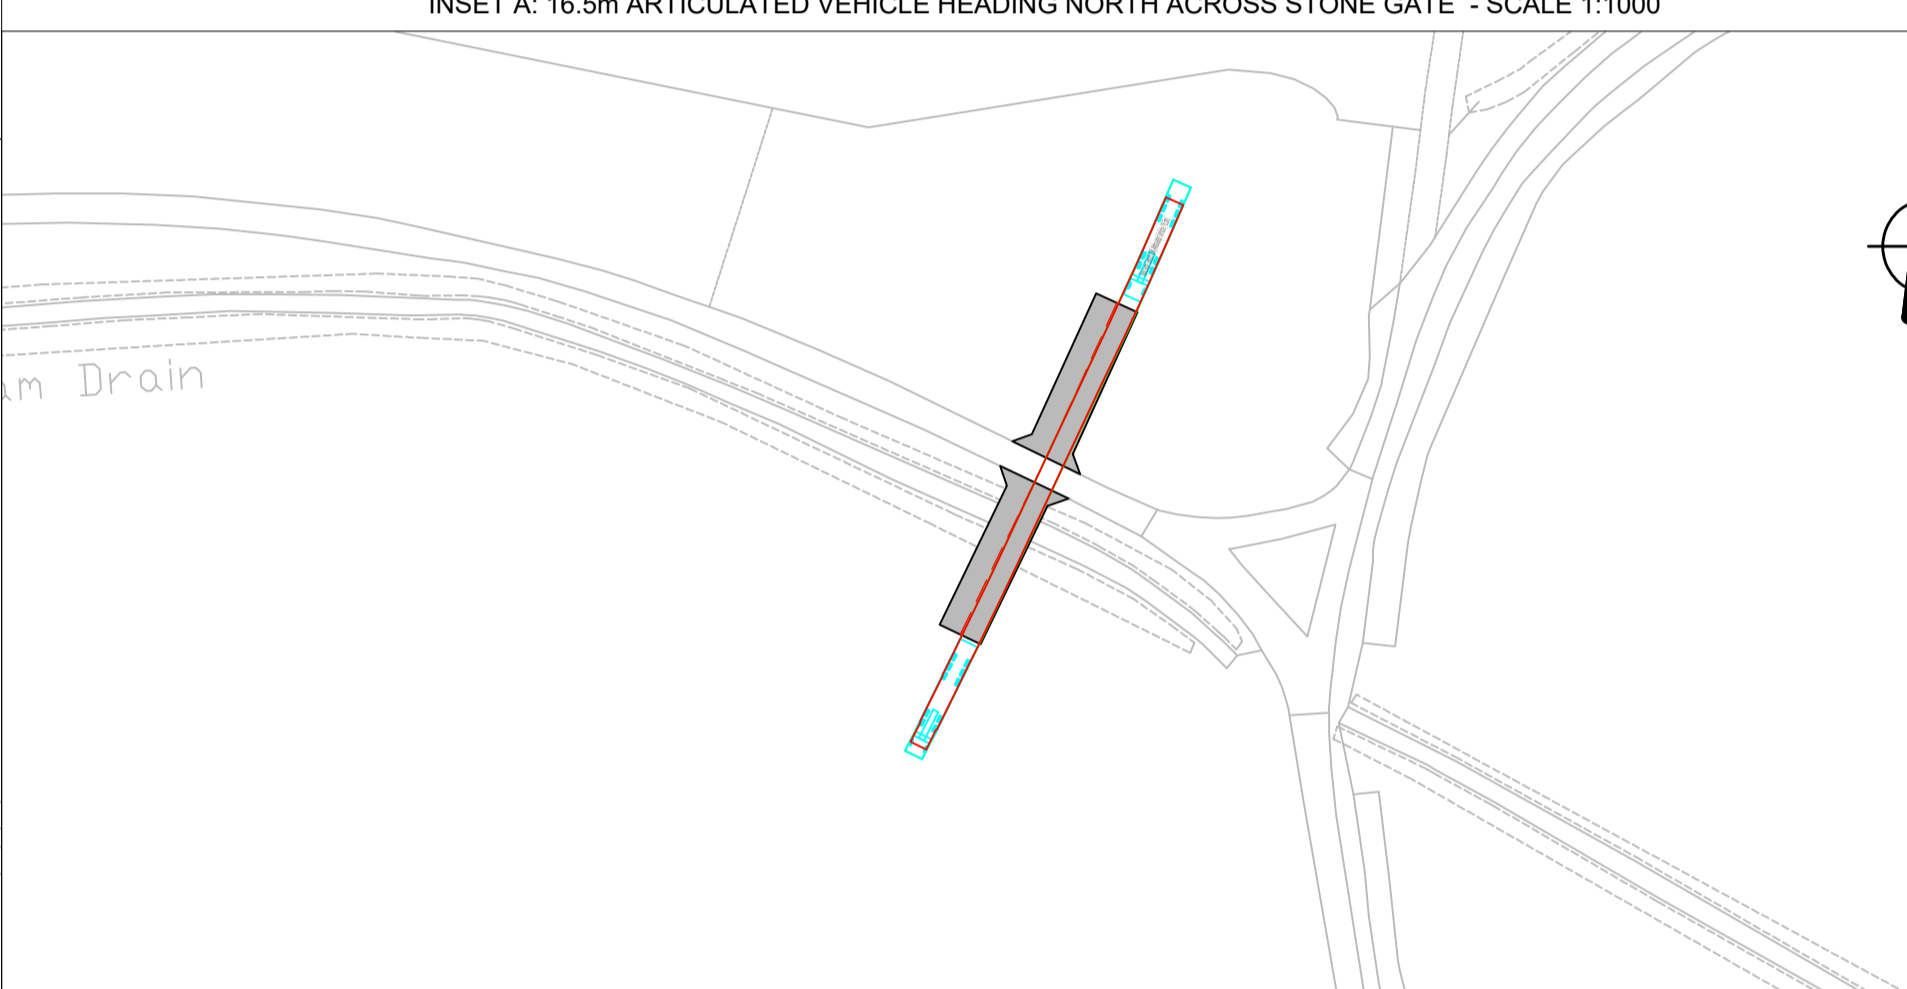 INSET A: 16.5m ARTICULATED VEHICLE HEADING NORTH ACROSS STONE GATE - SCALE 1:1000
Drain